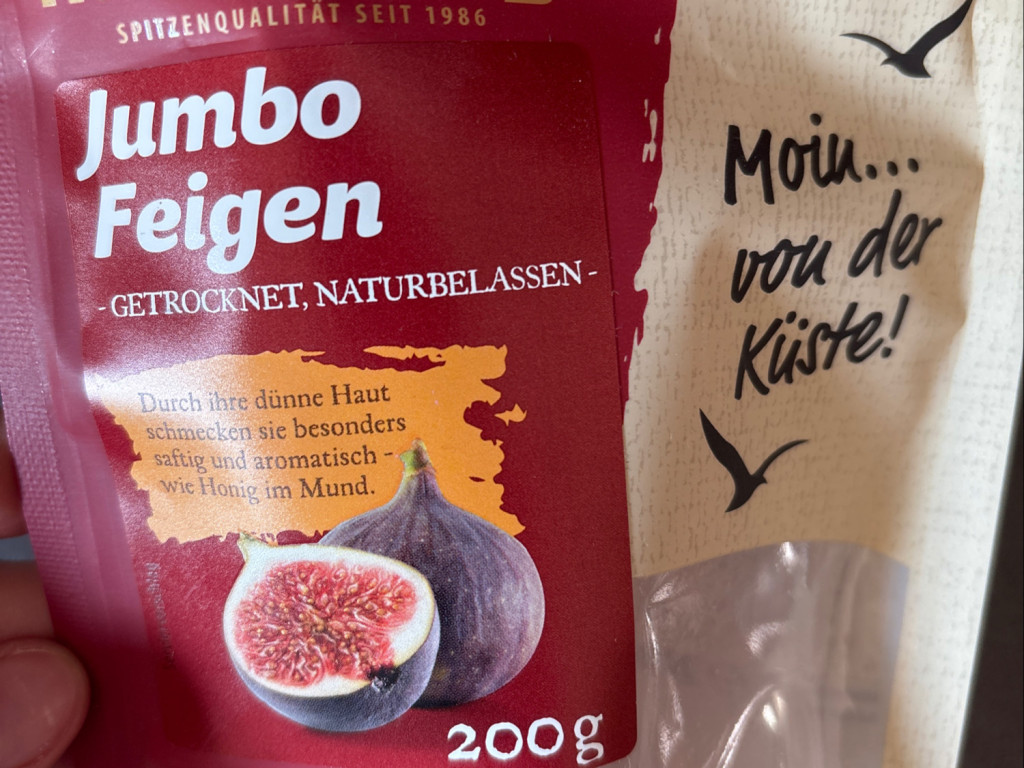 SPITZENQUALITÄT SEIT 1986
Jumbo
Feigen
- GETROCKNET, NATURBELASSEN -
Durch ihre dünne Haut
schmecken sie besonders
saftig und aromatisch -
wie Honig im Mund.
200g
Moin...
von der
Küste!